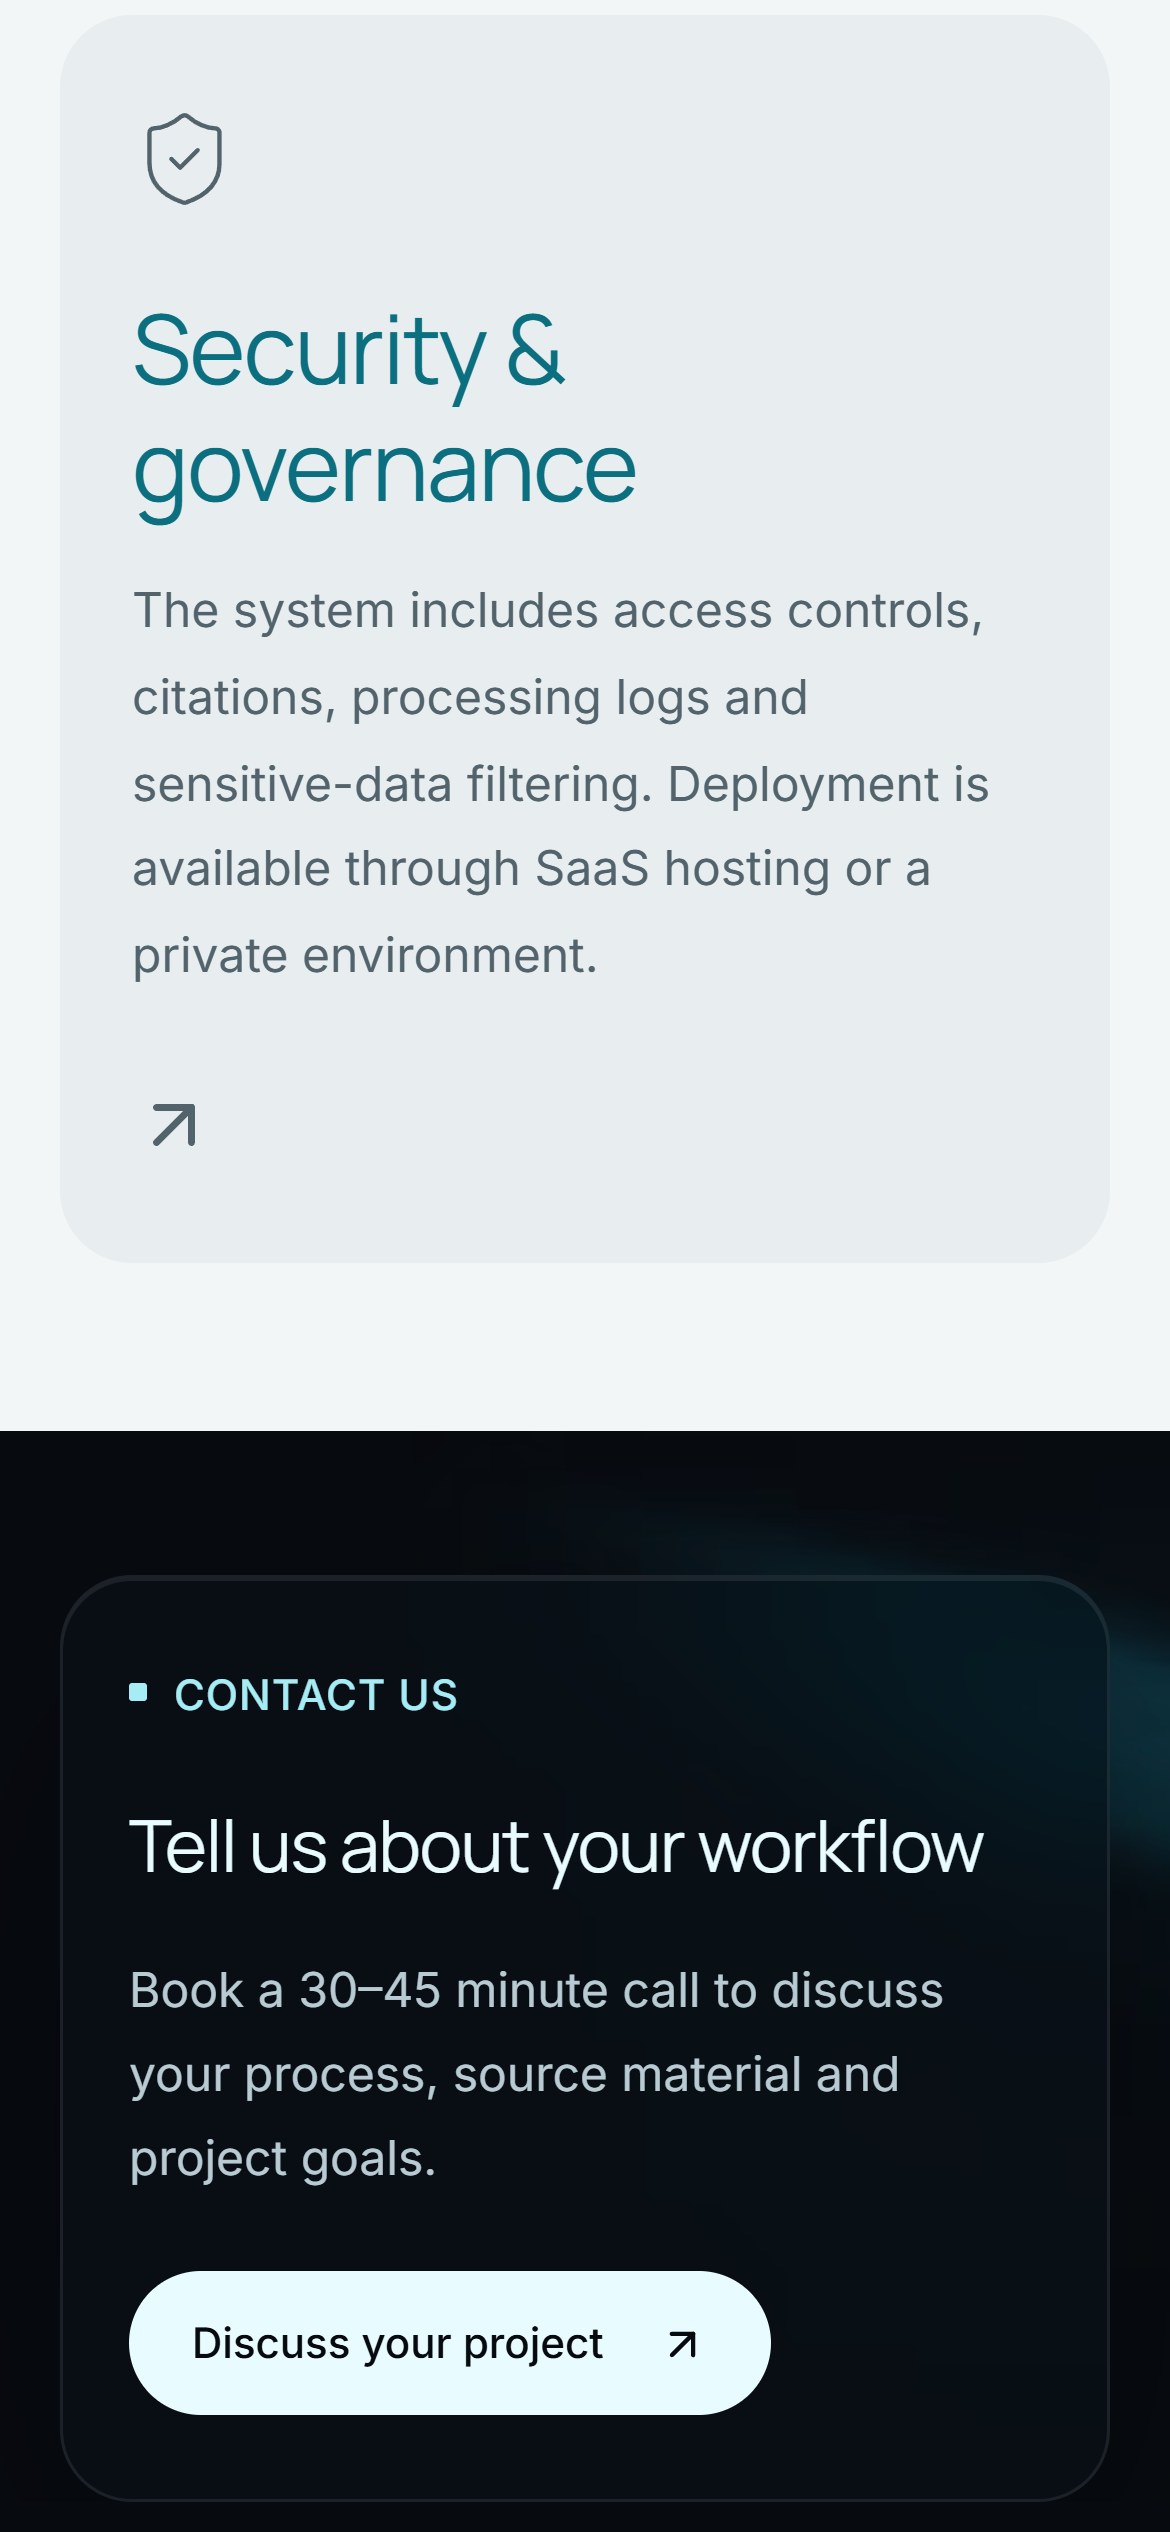 Security &
governance
The system includes access controls,
citations, processing logs and
sensitive-data filtering. Deployment is
available through SaaS hosting or a
private environment.
CONTACT US
Tell us about your workflow
Book a 30–45 minute call to discuss
your process, source material and
project goals.
Discuss your project